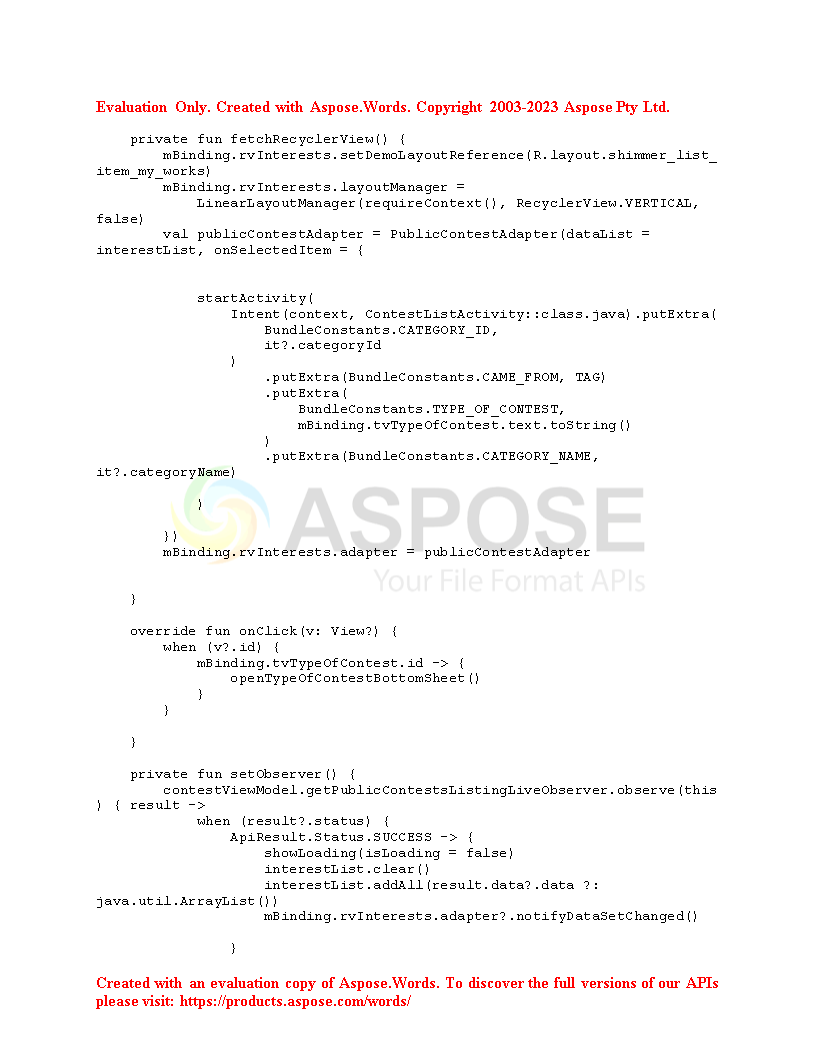 Evaluation Only. Created with Aspose.Words. Copyright 2003-2023 Aspose Pty Ltd.
    private fun fetchRecyclerView() {
        mBinding.rvInterests.setDemoLayoutReference(R.layout.shimmer_list_
item_my_works)
        mBinding.rvInterests.layoutManager =
            LinearLayoutManager(requireContext(), RecyclerView.VERTICAL,
false)
        val publicContestAdapter = PublicContestAdapter(dataList =
interestList, onSelectedItem = {
            startActivity(
                Intent(context, ContestListActivity::class.java).putExtra(
                    BundleConstants.CATEGORY_ID,
                    it?.categoryId
                )
                    .putExtra(BundleConstants.CAME_FROM, TAG)
                    .putExtra(
                        BundleConstants.TYPE_OF_CONTEST,
                        mBinding.tvTypeOfContest.text.toString()
                    )
                    .putExtra(BundleConstants.CATEGORY_NAME,
it?.categoryName)
            )
        })
        mBinding.rvInterests.adapter = publicContestAdapter
ASPOSE
Your File Format APIs
    }
    override fun onClick(v: View?) {
        when (v?.id) {
            mBinding.tvTypeOfContest.id -> {
                openTypeOfContestBottomSheet()
            }
        }
    }
    private fun setObserver() {
        contestViewModel.getPublicContestsListingLiveObserver.observe(this
) { result ->
            when (result?.status) {
                ApiResult.Status.SUCCESS -> {
                    showLoading(isLoading = false)
                    interestList.clear()
                    interestList.addAll(result.data?.data ?:
java.util.ArrayList())
                    mBinding.rvInterests.adapter?.notifyDataSetChanged()
                }
Created with an evaluation copy of Aspose.Words. To discover the full versions of our APIs
please visit: https://products.aspose.com/words/